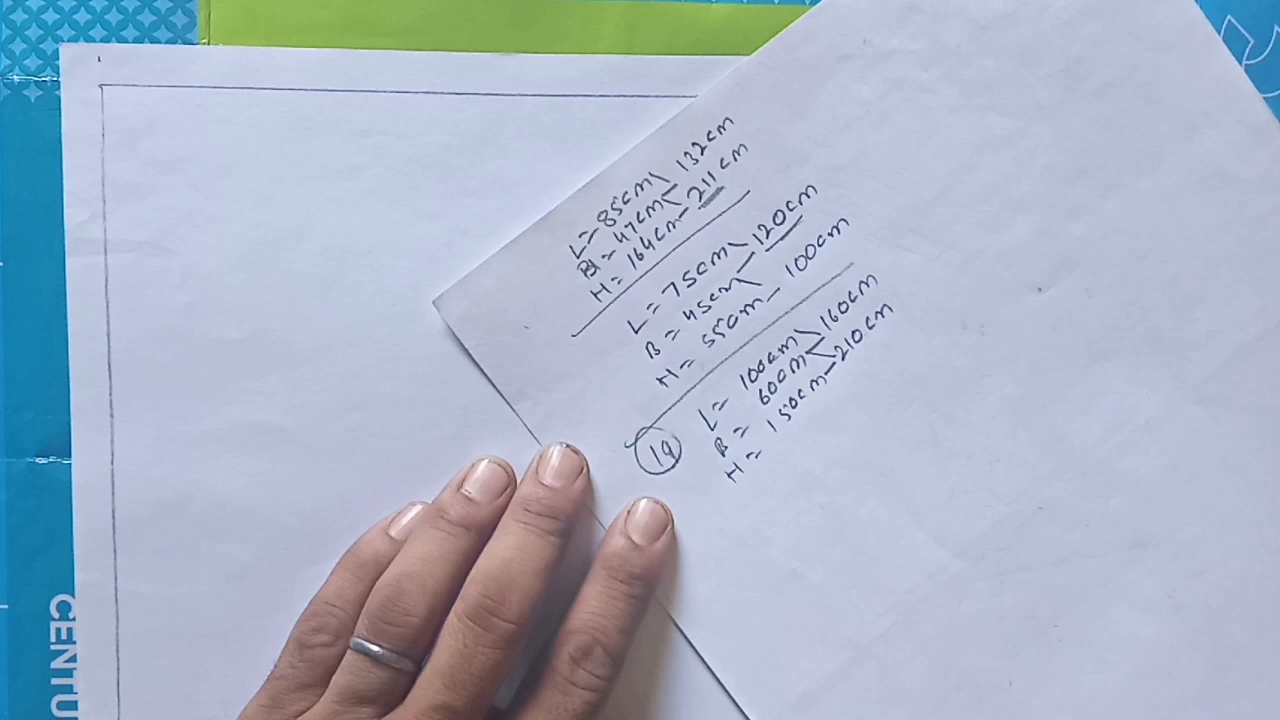 L= 85cm 132cm
B= 47cm
H= 164cm-211cm
L= 75cm 120cm
B= 45cm
H= 55cm- 100cm
19
L= 100cm 160cm
B= 60cm
H= 150cm-210cm
CENTU